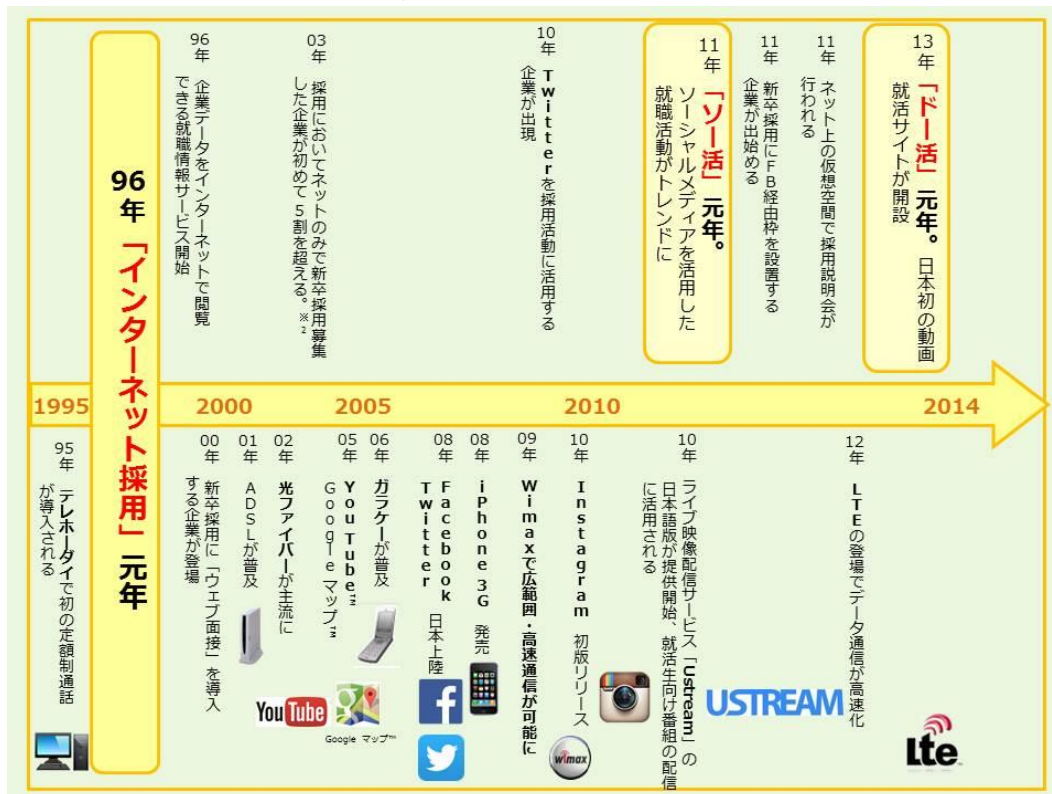 96年 「インターネット採用」 元年
96年 企業データをインターネットで閲覧
できる就職情報サービス開始
03年 採用においてネットのみで新卒採用募集
した企業が初めて5割を超える。※2
10年 Twitterを採用活動に活用する
企業が出現
11年 「ソー活」元年。
ソーシャルメディアを活用した
就職活動がトレンドに
11年 新卒採用にFB経由枠を設置する
企業が出始める
11年 ネット上の仮想空間で採用説明会が
行われる
13年 「ドー活」元年。日本初の動画
就活サイトが開設
1995
2000
2005
2010
2014
95年 テレホーダイで初の定額制通話
が導入される
00年 新卒採用に「ウェブ面接」を導入
する企業が登場
01年 ADSLが普及
02年 光ファイバーが主流に
05年 YouTube™
Google マップ™
06年 ガラケーが普及
08年 Facebook
Twitter 日本上陸
08年 iPhone 3G 発売
09年 Wimaxで広範囲・高速通信が可能に
10年 Instagram 初版リリース
10年 ライブ映像配信サービス「Ustream」の
日本語版が提供開始、就活生向け番組の配信
に活用される
12年 LTEの登場でデータ通信が高速化
YouTube
Google マップ™
wimax
USTREAM
Lte